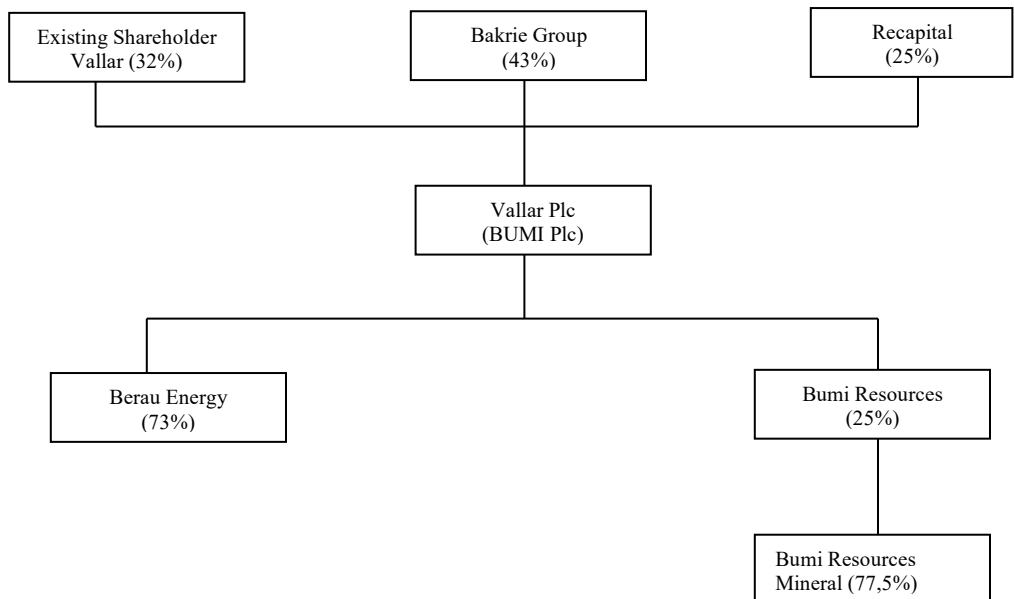 Existing Shareholder
Vallar (32%)
Bakrie Group
(43%)
Recapital
(25%)
Vallar Plc
(BUMI Plc)
Berau Energy
(73%)
Bumi Resources
(25%)
Bumi Resources
Mineral (77,5%)